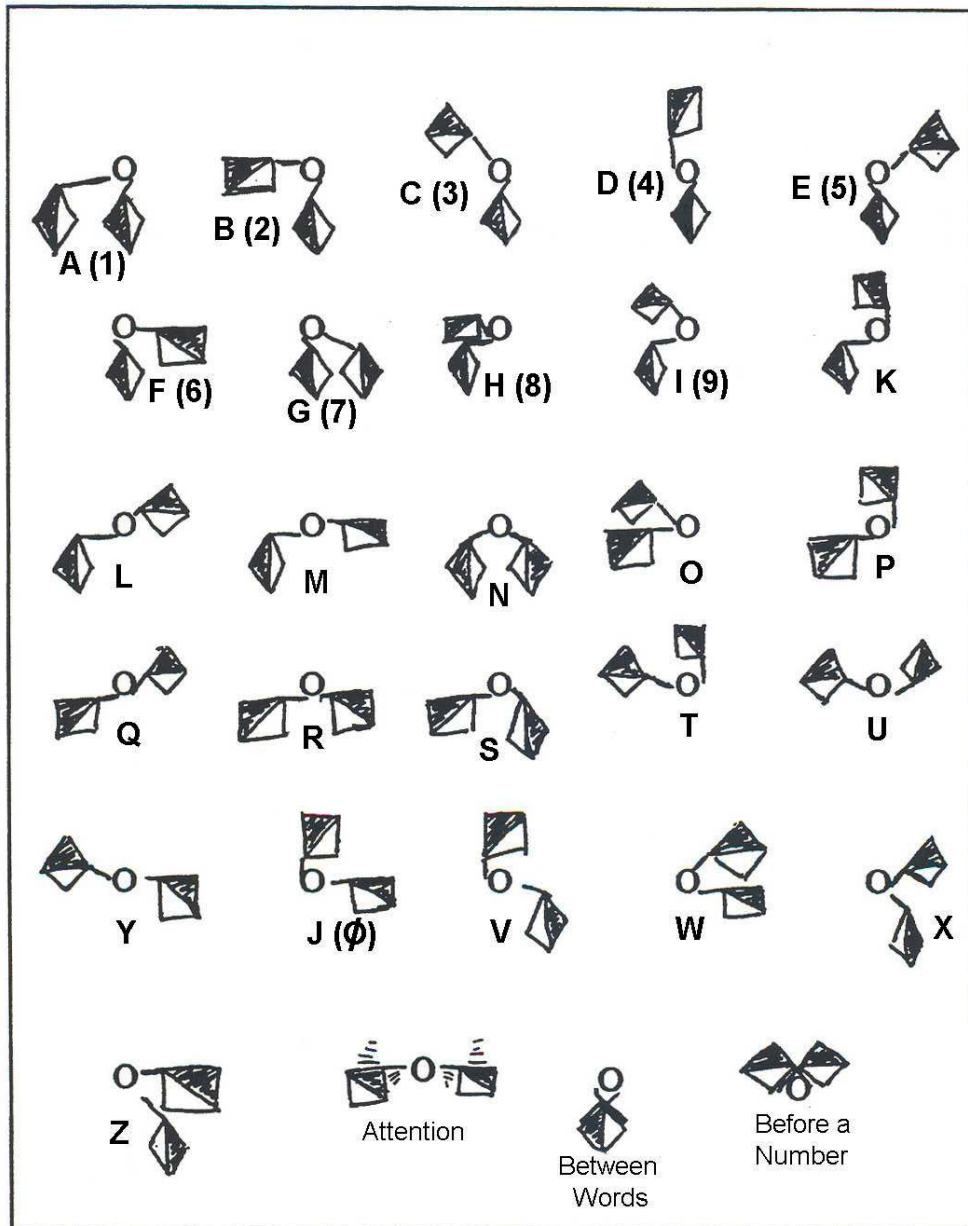 A (1) B (2) C (3) D (4) E (5)
F (6) G (7) H (8) I (9) K
L M N O P
Q R S T U
Y J (ϕ) V W X
Z Attention Between Words Before a Number